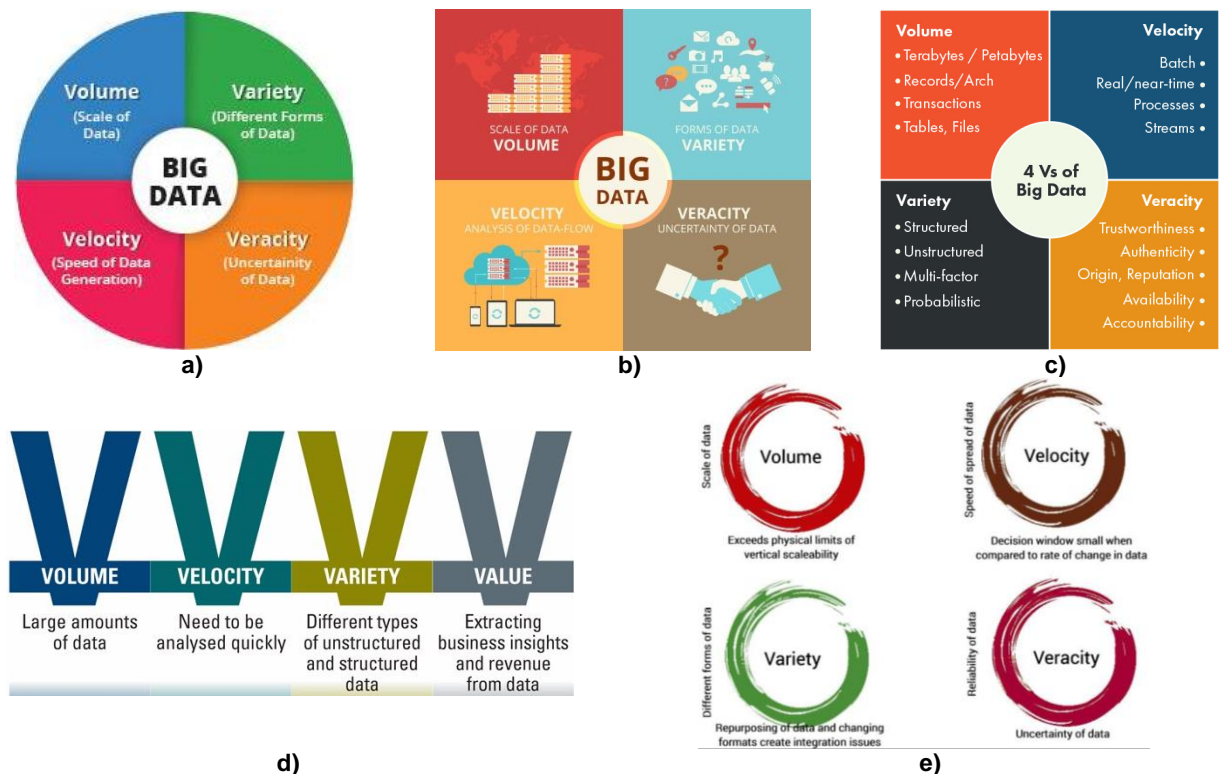 Volume
(Scale of
Data)
Variety
(Different Forms
of Data)
BIG
DATA
Velocity
(Speed of Data
Generation)
Veracity
(Uncertainity
of Data)
a)
SCALE OF DATA
VOLUME
FORMS OF DATA
VARIETY
BIG
DATA
VELOCITY
ANALYSIS OF DATA-FLOW
VERACITY
UNCERTAINTY OF DATA
?
b)
Volume
• Terabytes / Petabytes
• Records/Arch
• Transactions
• Tables, Files
Velocity
Batch •
Real/near-time •
Processes •
Streams •
4 Vs of
Big Data
Variety
• Structured
• Unstructured
• Multi-factor
• Probabilistic
Veracity
Trustworthiness •
Authenticity •
Origin, Reputation •
Availability •
Accountability •
c)
VOLUME
Large amounts
of data
VELOCITY
Need to be
analysed quickly
VARIETY
Different types
of unstructured
and structured
data
VALUE
Extracting
business insights
and revenue
from data
d)
Scale of data
Volume
Exceeds physical limits of
vertical scaleability
Speed of spread of data
Velocity
Decision window small when
compared to rate of change in data
Different forms of data
Variety
Repurposing of data and changing
formats create integration issues
Reliability of data
Veracity
Uncertainty of data
e)